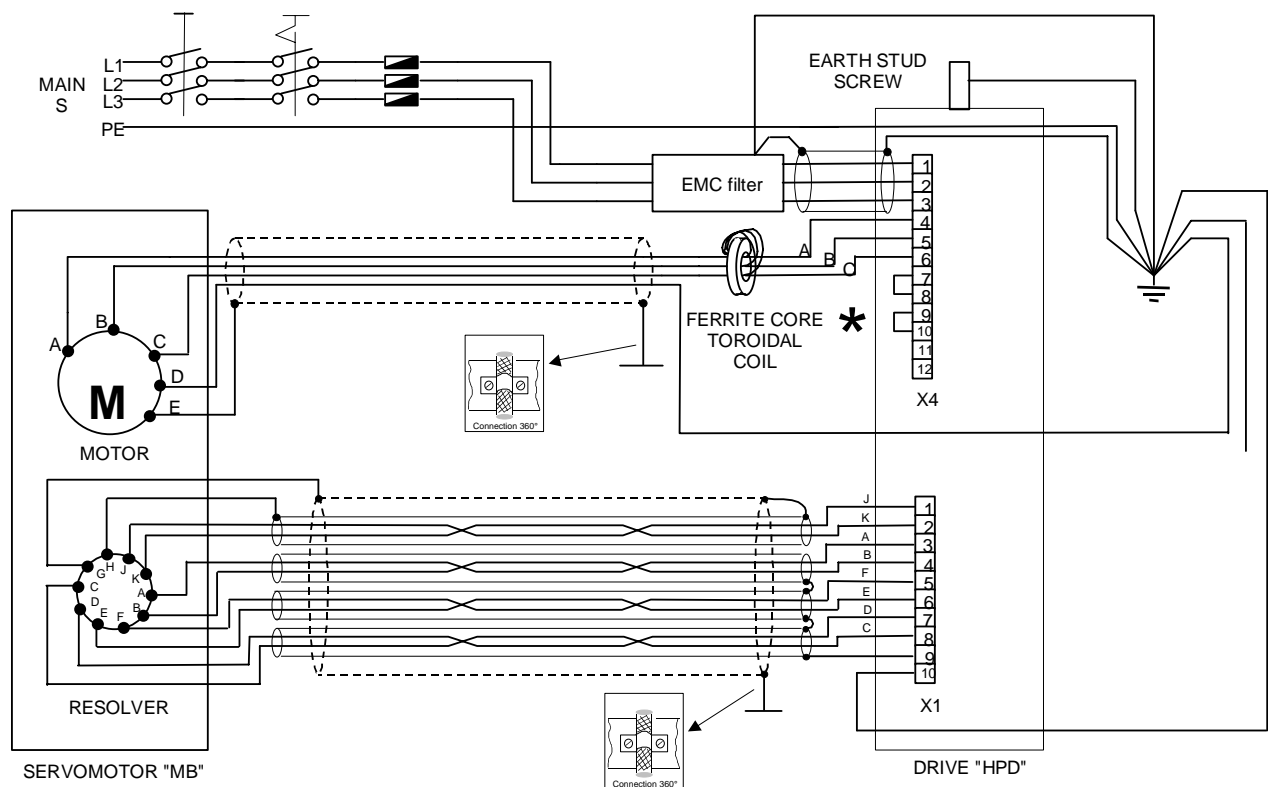 MAIN
S
L1
L2
L3
PE
EARTH STUD
SCREW
EMC filter
1
2
3
4
5
6
7
8
9
10
11
12
X4
A
B
C
FERRITE CORE
TOROIDAL
COIL
*
A
B
C
D
E
M
MOTOR
Connection 360°
G
H
J
K
A
B
F
E
D
C
RESOLVER
J
K
A
B
F
E
D
C
1
2
3
4
5
6
7
8
9
10
X1
Connection 360°
SERVOMOTOR "MB"
DRIVE "HPD"